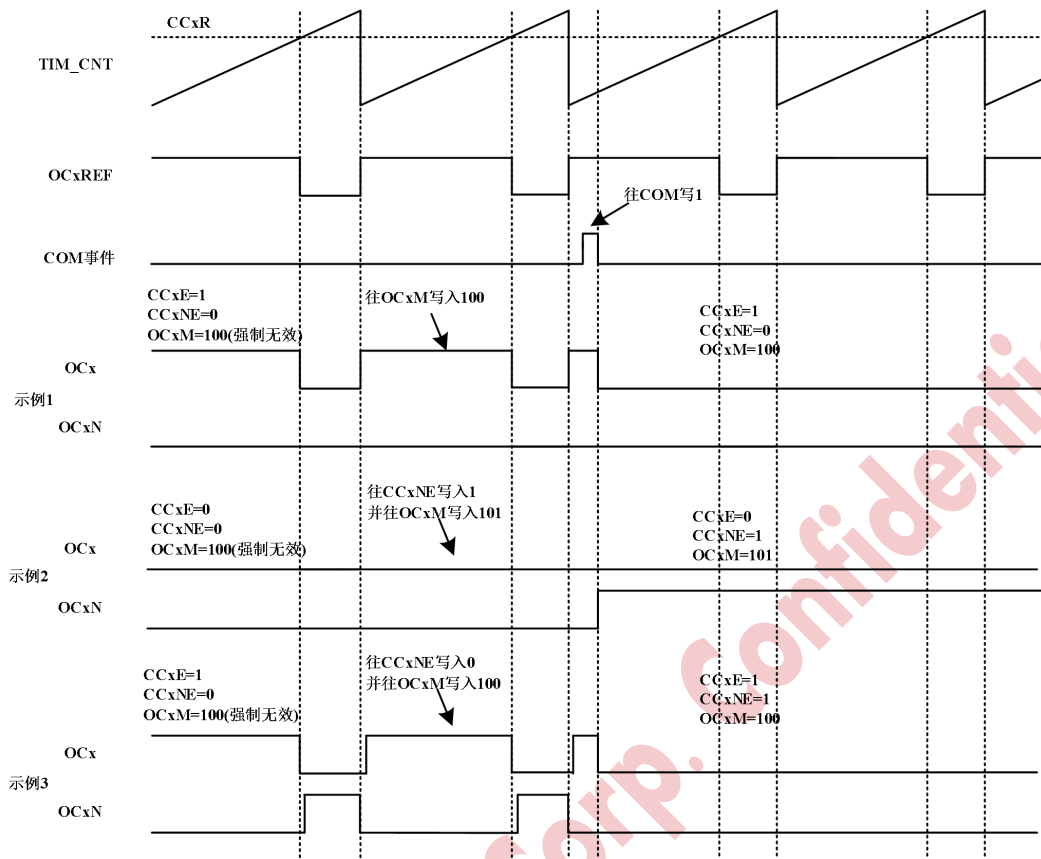 CCxR
TIM_CNT
OCxREF
往COM写1
COM事件
CCxE=1
CCxNE=0
OCxM=100(强制无效)
往OCxM写入100
CCxE=1
CCxNE=0
OCxM=100
OCx
示例1
OCxN
CCxE=0
CCxNE=0
OCxM=100(强制无效)
往CCxNE写入1
并往OCxM写入101
CCxE=0
CCxNE=1
OCxM=101
OCx
示例2
OCxN
CCxE=1
CCxNE=0
OCxM=100(强制无效)
往CCxNE写入0
并往OCxM写入100
CCxE=1
CCxNE=1
OCxM=100
OCx
示例3
OCxN
Corp. Confidenti